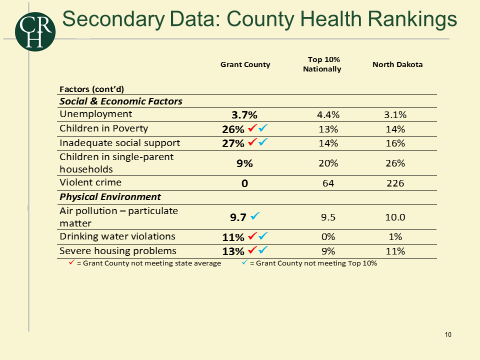 CRH
Secondary Data: County Health Rankings
Grant County Top 10% Nationally North Dakota
Factors (cont’d)
Social & Economic Factors
Unemployment 3.7% 4.4% 3.1%
Children in Poverty 26% ✓✓ 13% 14%
Inadequate social support 27% ✓✓ 14% 16%
Children in single-parent
households 9% 20% 26%
Violent crime 0 64 226
Physical Environment
Air pollution – particulate
matter 9.7 ✓ 9.5 10.0
Drinking water violations 11% ✓✓ 0% 1%
Severe housing problems 13% ✓✓ 9% 11%
✓ = Grant County not meeting state average ✓ = Grant County not meeting Top 10%
10